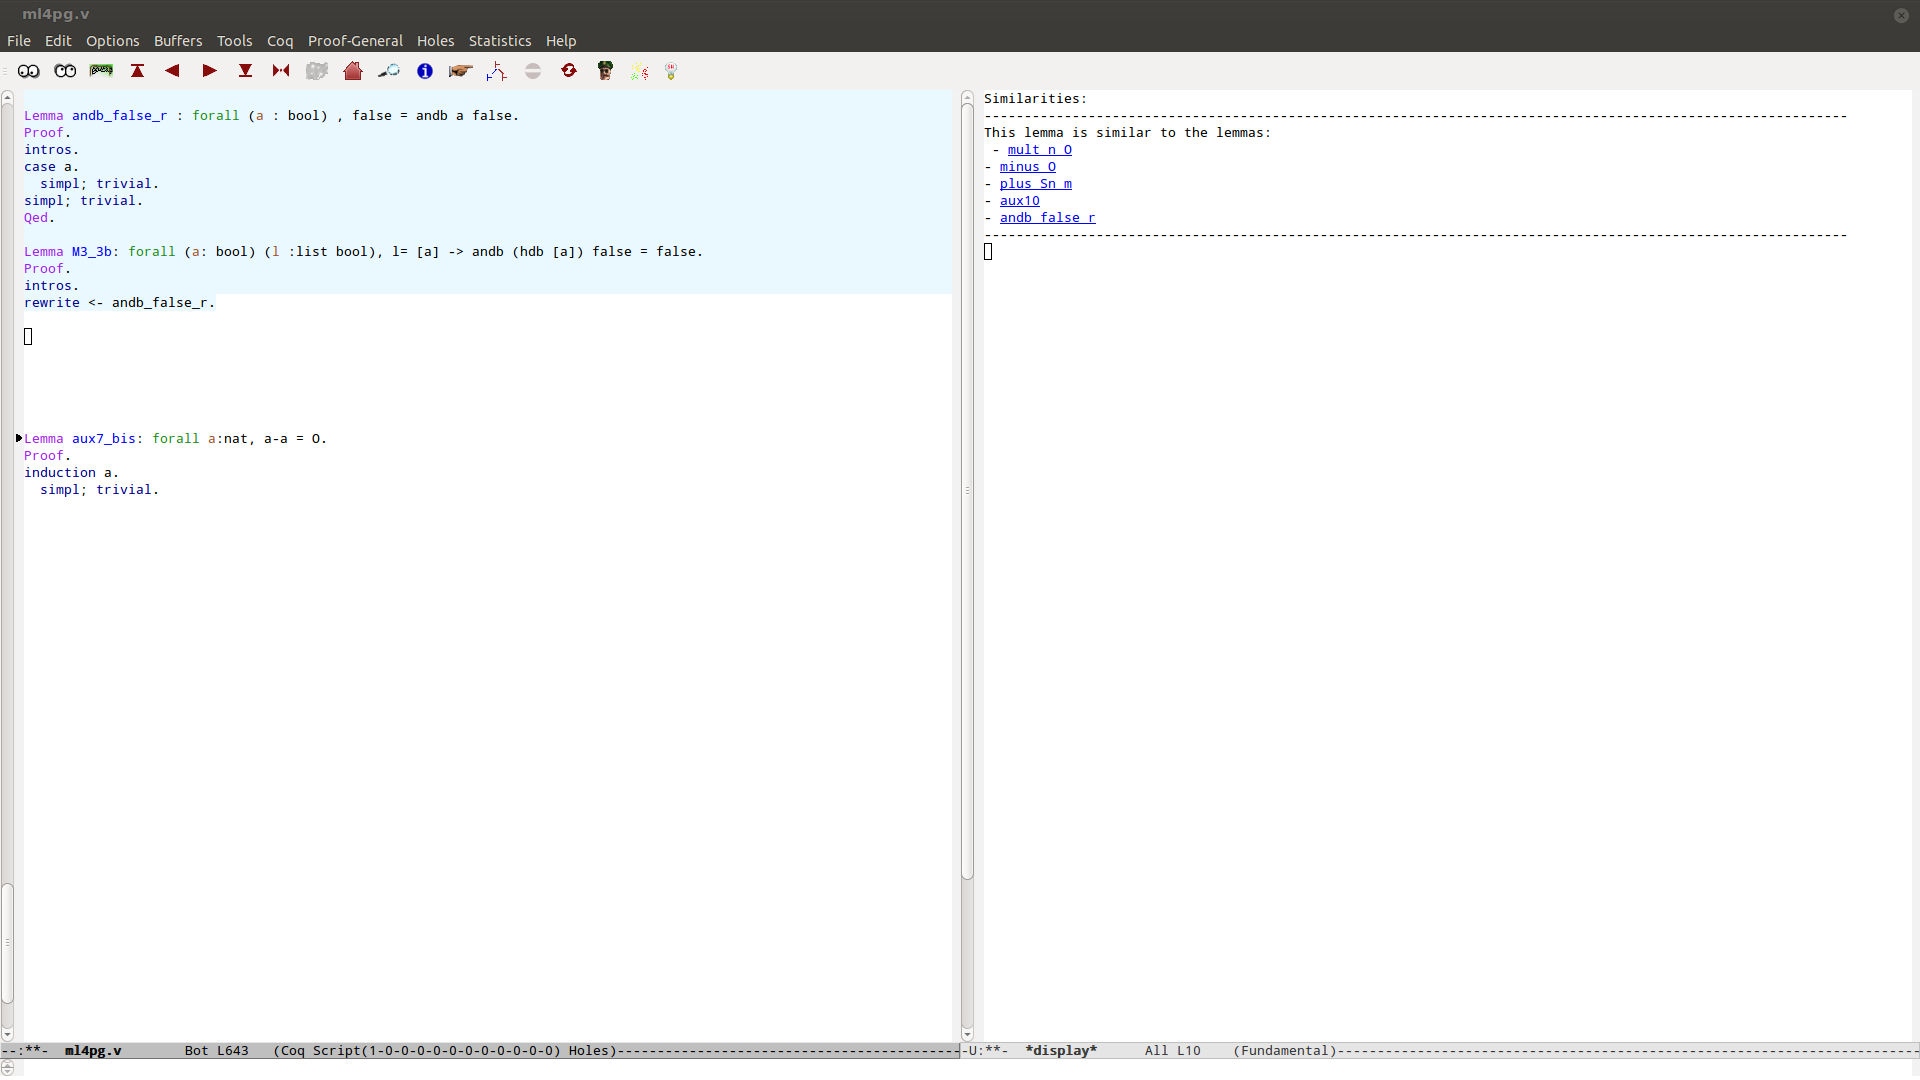 ml4pg.v
File Edit Options Buffers Tools Coq Proof-General Holes Statistics Help
Lemma andb_false_r : forall (a : bool) , false = andb a false.
Proof.
intros.
case a.
  simpl; trivial.
simpl; trivial.
Qed.
Lemma M3_3b: forall (a: bool) (l :list bool), l= [a] -> andb (hdb [a]) false = false.
Proof.
intros.
rewrite <- andb_false_r.
Lemma aux7_bis: forall a:nat, a-a = O.
Proof.
induction a.
  simpl; trivial.
Similarities:
------------------------------------------------------------------------------------------------------------
This lemma is similar to the lemmas:
 - mult_n_O
- minus_O
- plus_Sn_m
- aux10
- andb_false_r
------------------------------------------------------------------------------------------------------------
--:**-  ml4pg.v        Bot L643   (Coq Script(1-0-0-0-0-0-0-0-0-0-0-0) Holes)-------------------------------------------
-U:**-  *display*      All L10    (Fundamental)-------------------------------------------------------------------------